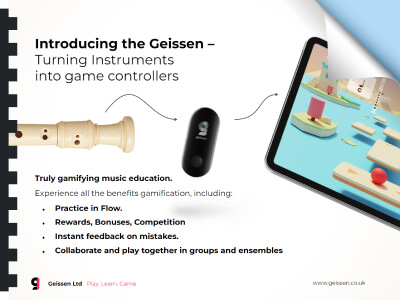 Introducing the Geissen –
Turning Instruments
into game controllers
Truly gamifying music education.
Experience all the benefits gamification, including:
• Practice in Flow.
• Rewards, Bonuses, Competition
• Instant feedback on mistakes.
• Collaborate and play together in groups and ensembles
Geissen Ltd Play, Learn, Game
www.geissen.co.uk